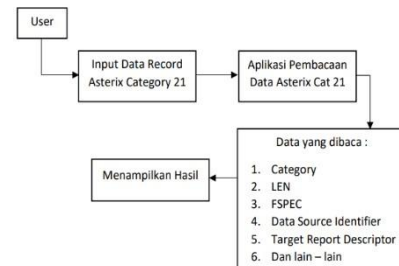 User
Input Data Record
Asterix Category 21
Aplikasi Pembacaan
Data Asterix Cat 21
Data yang dibaca :
1. Category
2. LEN
3. FSPEC
4. Data Source Identifier
5. Target Report Descriptor
6. Dan lain – lain
Menampilkan Hasil